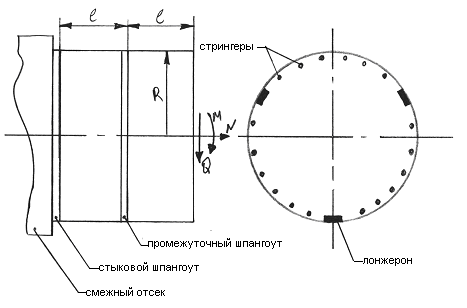 l l
стрингеры
R
M
N
Q
промежуточный шпангоут
стыковой шпангоут
лонжерон
смежный отсек